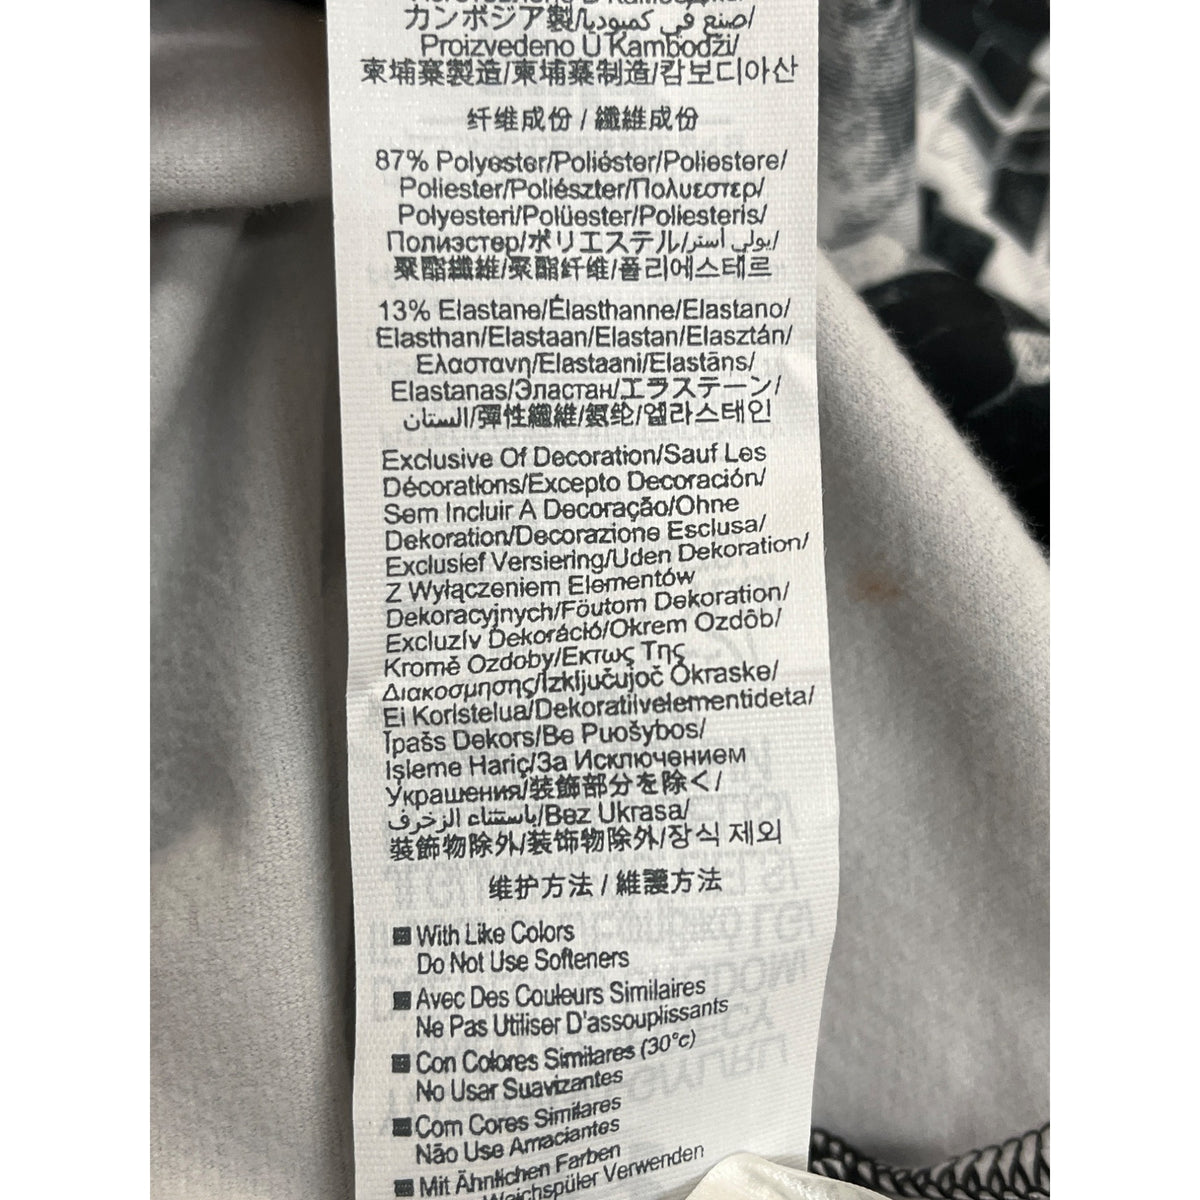 カンボジア製/صنع في كمبوديا/
Proizvedeno U Kambodži/
柬埔寨製造/柬埔寨制造/캄보디아산
纤维成份 / 纖維成份
87% Polyester/Poliéster/Poliestere/
Poliester/Poliészter/Πολυεστερ/
Polyesteri/Polüester/Poliesteris/
Полиэстер/ポリエステル/بولي أستر/
聚酯纖維/聚酯纤维/폴리에스테르
13% Elastane/Élasthanne/Elastano/
Elasthan/Elastaan/Elastan/Elasztán/
Ελαστανη/Elastaani/Elastāns/
Elastanas/Эластан/エラステーン/
الستان/彈性纖維/氨纶/엘라스테인
Exclusive Of Decoration/Sauf Les
Décorations/Excepto Decoración/
Sem Incluir A Decoração/Ohne
Dekoration/Decorazione Esclusa/
Exclusief Versiering/Uden Dekoration/
Z Wyłączeniem Elementów
Dekoracyjnych/Föutom Dekoration/
Excluzív Dekoráció/Okrem Ozdôb/
Kromě Ozdoby/Εκτως Της
Διακοσμησης/Izključujoč Okraske/
Ei Koristelua/Dekoratiivelementideta/
Īpašs Dekors/Be Puošybos/
Işleme Hariç/За Исключением
Украшения/装飾部分を除く/
باستثناء الزخرف/Bez Ukrasa/
裝飾物除外/装饰物除外/장식 제외
维护方法 / 維護方法
With Like Colors
Do Not Use Softeners
Avec Des Couleurs Similaires
Ne Pas Utiliser D'assouplissants
Con Colores Similares (30°c)
No Usar Suavizantes
Com Cores Similares
Não Use Amaciantes
Mit Ähnlichen Farben
Weichspüler Verwenden